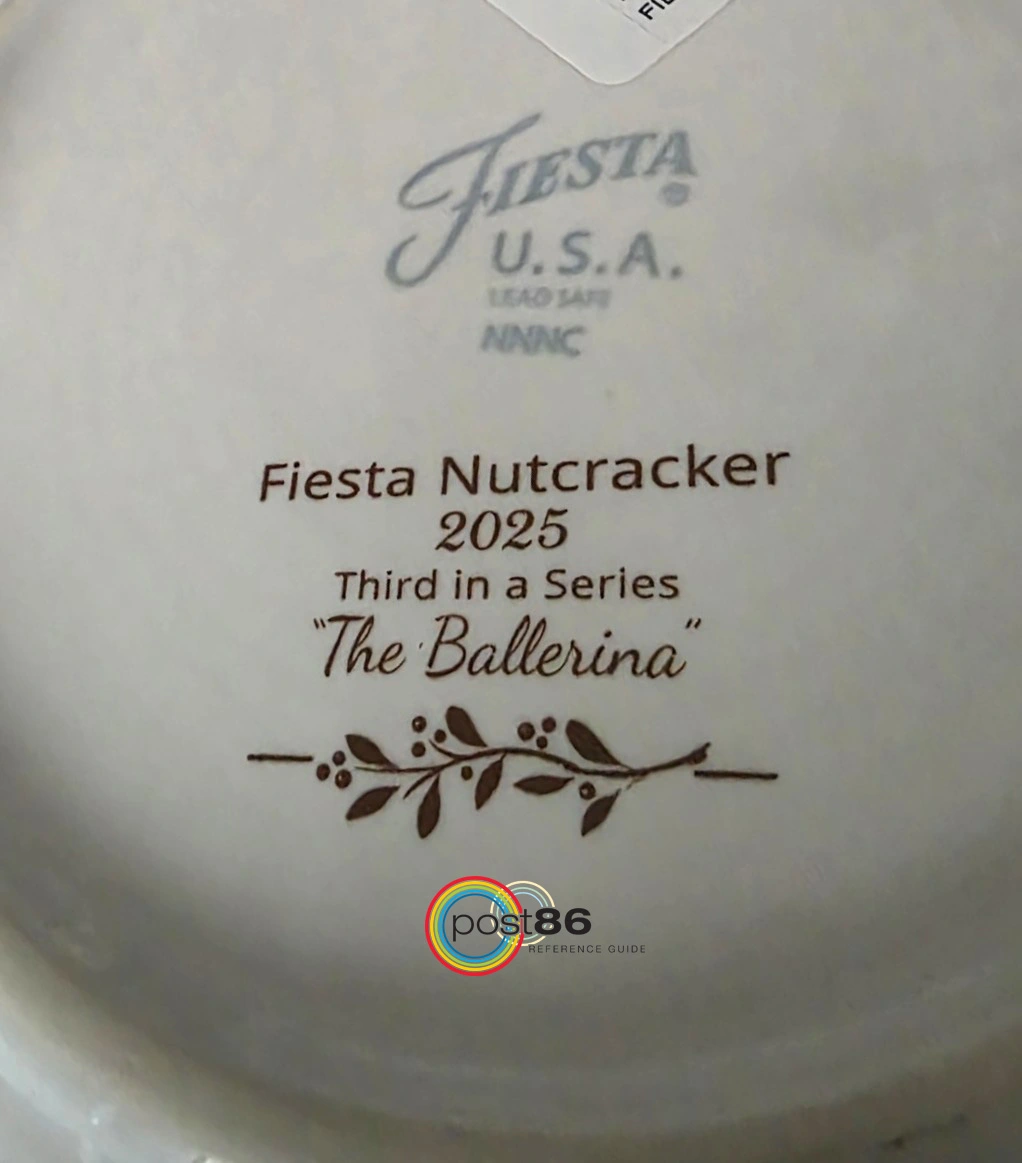 FIESTA®
U.S.A.
LEAD SAFE
NNNC
Fiesta Nutcracker
2025
Third in a Series
"The Ballerina"
post86
REFERENCE GUIDE